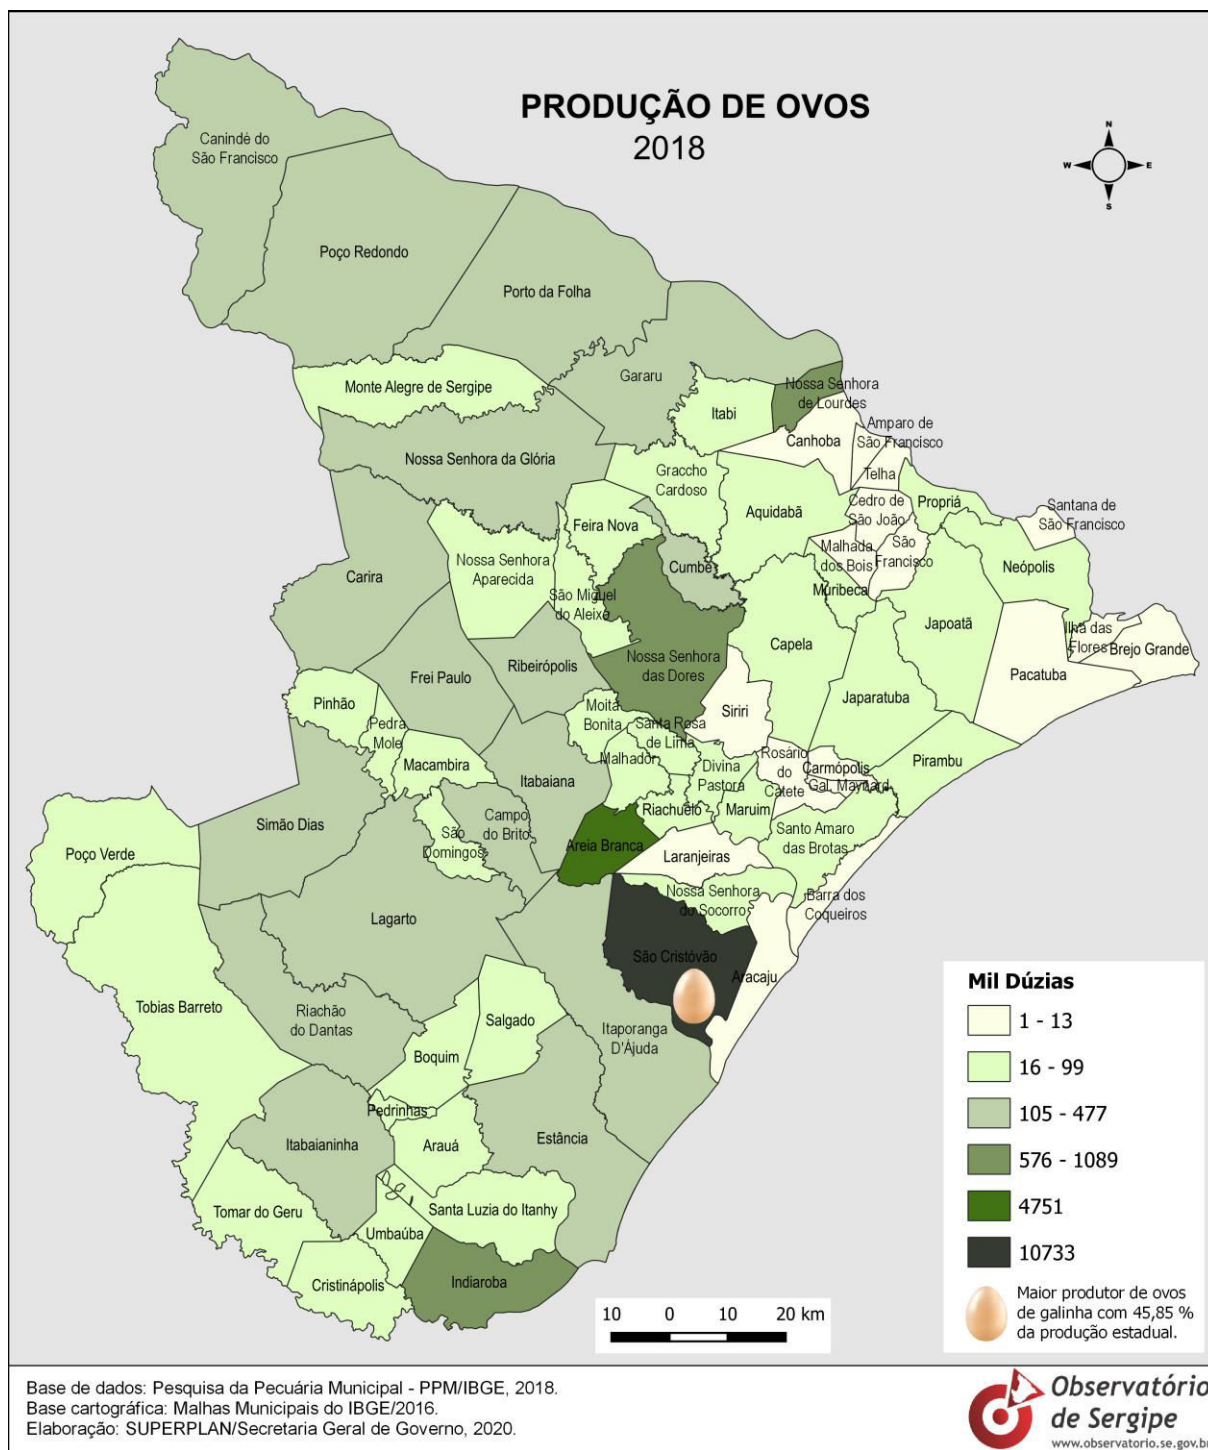 PRODUÇÃO DE OVOS
2018
N
W
E
S
Canindé do
São Francisco
Poço Redondo
Porto da Folha
Monte Alegre de Sergipe
Gararu
Nossa Senhora
de Lourdes
Itabi
Amparo de
São Francisco
Canhoba
Nossa Senhora da Glória
Telha
Graccho
Cardoso
Cedro de
São João
Propriá
Santana de
São Francisco
Aquidabã
Feira Nova
Malhada
dos Bois
São
Francisco
Neópolis
Nossa Senhora
Aparecida
Cumbe
Carira
São Miguel
do Aleixo
Muribeca
Japoatã
Ilha das
Flores
Brejo Grande
Capela
Ribeirópolis
Nossa Senhora
das Dores
Frei Paulo
Pacatuba
Japaratuba
Pinhão
Moita
Bonita
Siriri
Pedra
Mole
Santa Rosa
de Lima
Macambira
Malhador
Rosário
do
Catete
Carmópolis
Pirambu
Divina
Pastora
Itabaiana
Gal. Maynard
Riachuelo
Maruim
Simão Dias
Campo
do Brito
São
Domingos
Santo Amaro
das Brotas
Areia Branca
Poço Verde
Laranjeiras
Nossa Senhora
do Socorro
Barra dos
Coqueiros
Lagarto
São Cristóvão
Aracaju
Tobias Barreto
Riachão
do Dantas
Salgado
Itaporanga
D'Ájuda
Boquim
Pedrinhas
Itabaianinha
Arauá
Estância
Tomar do Geru
Santa Luzia do Itanhy
Umbaúba
Cristinápolis
Indiaroba
Mil Dúzias
1 - 13
16 - 99
105 - 477
576 - 1089
4751
10733
Maior produtor de ovos
de galinha com 45,85 %
da produção estadual.
10 0 10 20 km
Base de dados: Pesquisa da Pecuária Municipal - PPM/IBGE, 2018.
Base cartográfica: Malhas Municipais do IBGE/2016.
Elaboração: SUPERPLAN/Secretaria Geral de Governo, 2020.
Observatório
de Sergipe
www.observatorio.se.gov.br